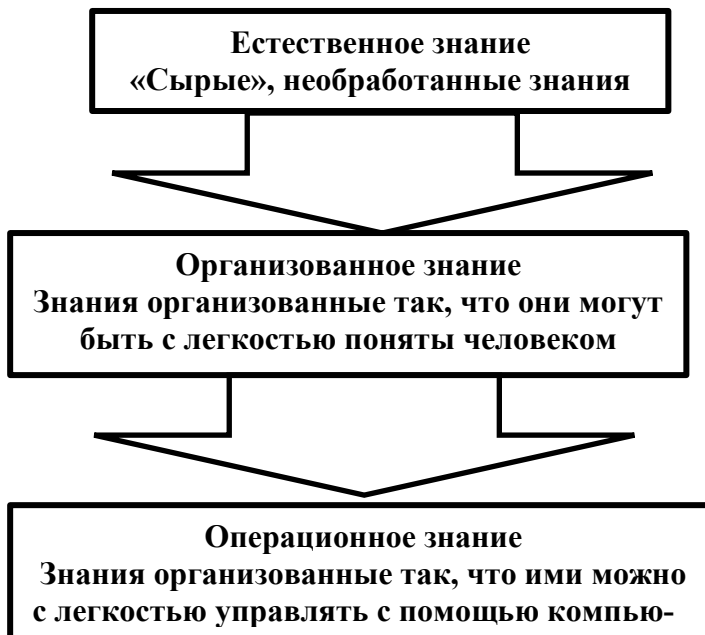 Естественное знание
«Сырые», необработанные знания
Организованное знание
Знания организованные так, что они могут
быть с легкостью поняты человеком
Операционное знание
Знания организованные так, что ими можно
с легкостью управлять с помощью компью-